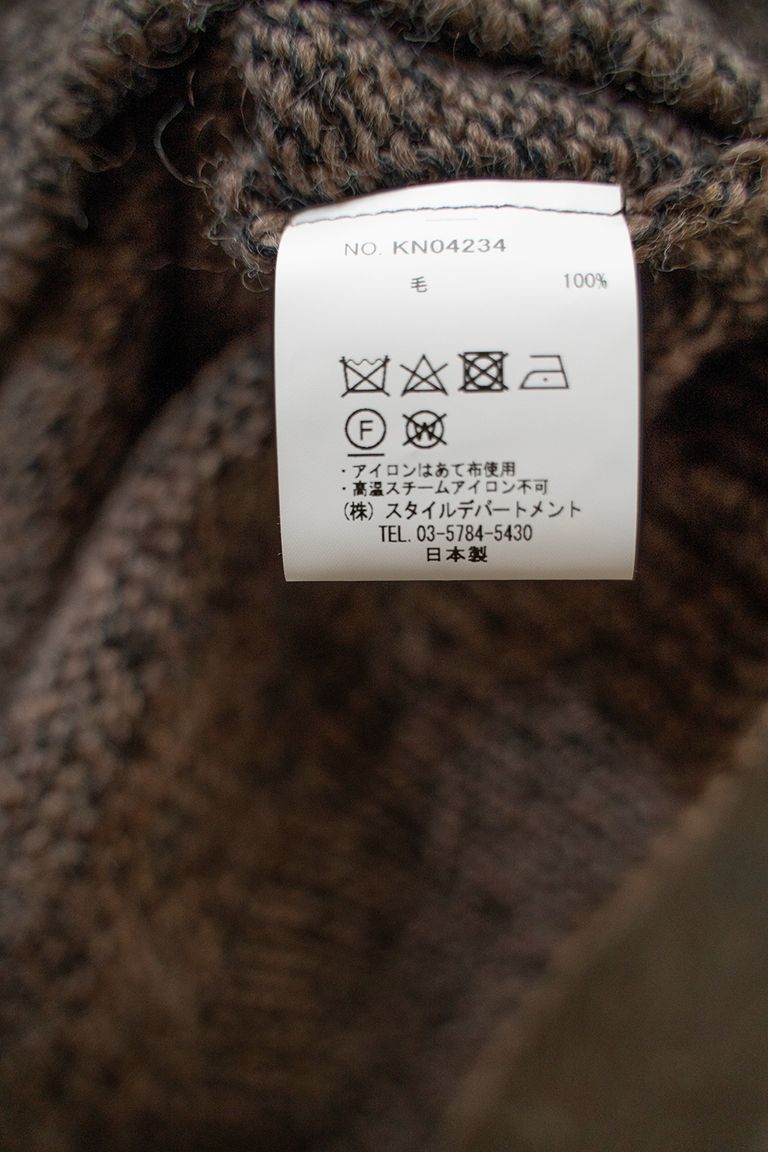 NO. KN04234
毛 100%
F W
・アイロンはあて布使用
・高温スチームアイロン不可
(株) スタイルデパートメント
TEL. 03-5784-5430
日本製